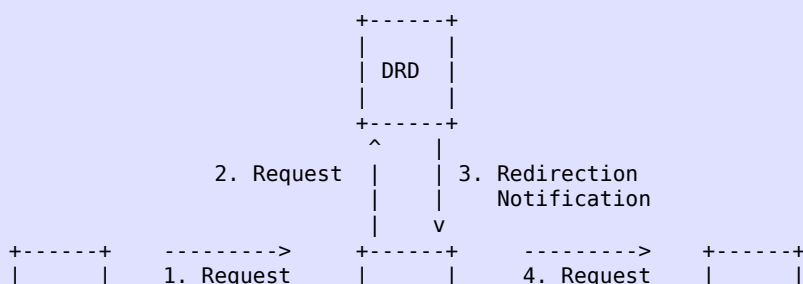 DRD
2. Request 3. Redirection
Notification
1. Request 4. Request